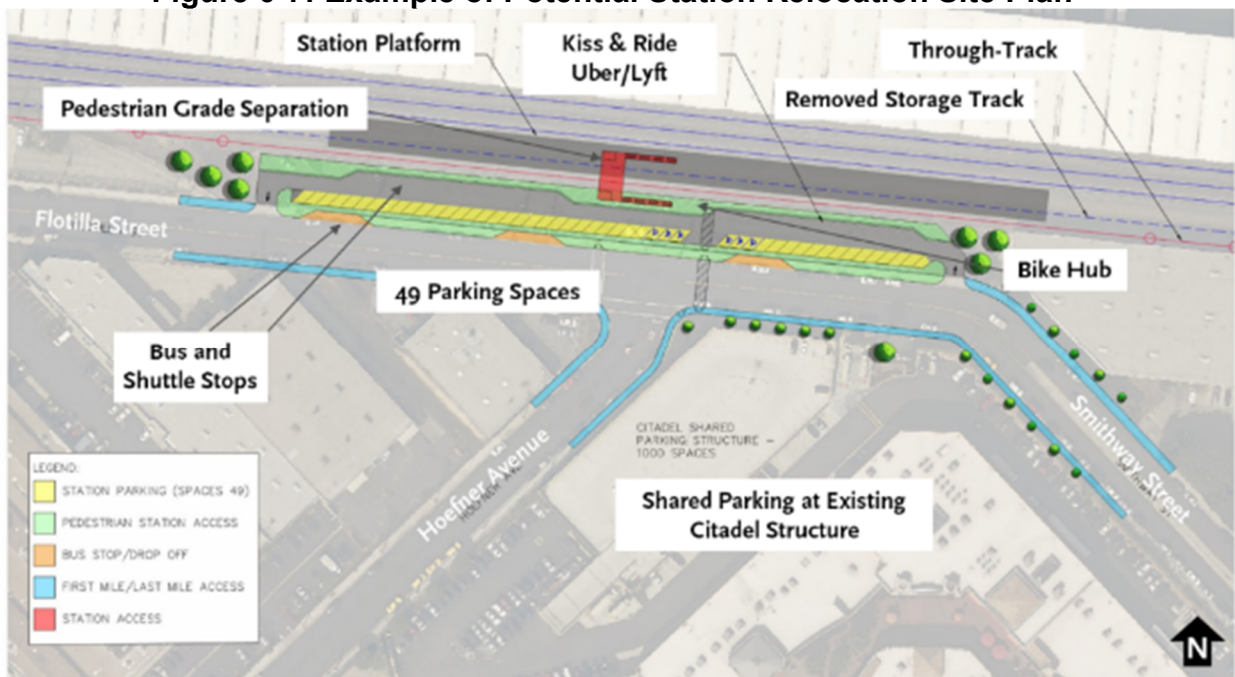 Station Platform
Kiss & Ride
Uber/Lyft
Through-Track
Removed Storage Track
Pedestrian Grade Separation
Flotilla Street
Bike Hub
49 Parking Spaces
Bus and
Shuttle Stops
CITADEL SHARED
PARKING STRUCTURE –
1000 SPACES
Hoefner Avenue
Smithway Street
Shared Parking at Existing
Citadel Structure
LEGEND:
STATION PARKING (SPACES 49)
PEDESTRIAN STATION ACCESS
BUS STOP/DROP OFF
FIRST MILE/LAST MILE ACCESS
STATION ACCESS
N